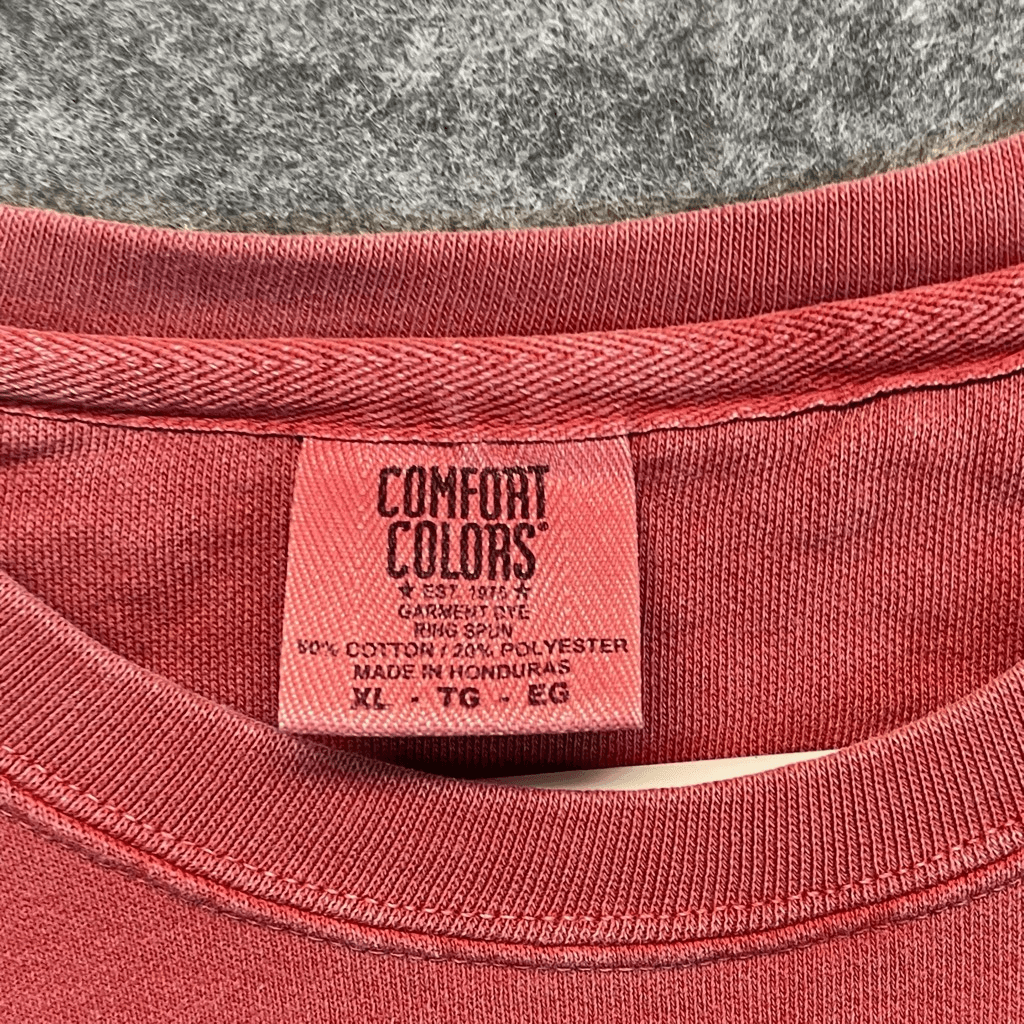 COMFORT
COLORS®
★ EST. 1975 ★
GARMENT DYE
RING SPUN
80% COTTON / 20% POLYESTER
MADE IN HONDURAS
XL - TG - EG